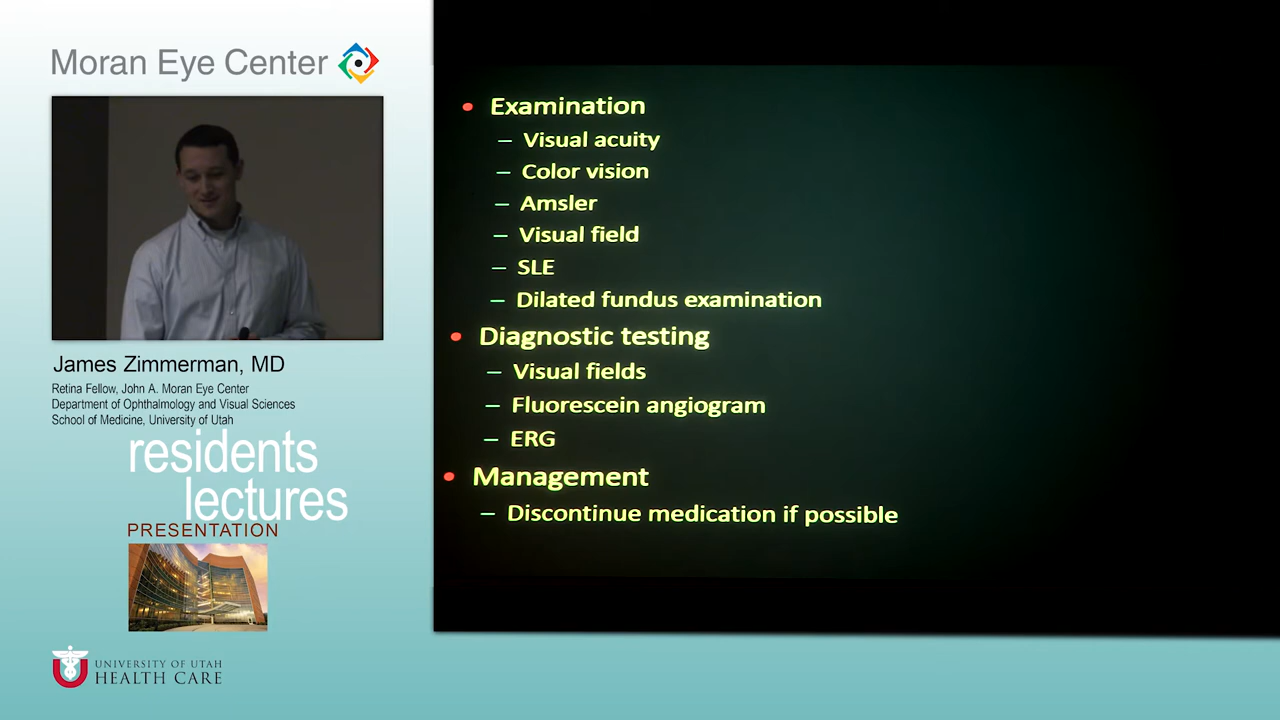 Moran Eye Center
James Zimmerman, MD
Retina Fellow, John A. Moran Eye Center
Department of Ophthalmology and Visual Sciences
School of Medicine, University of Utah
residents
lectures
PRESENTATION
UNIVERSITY OF UTAH
HEALTH CARE
• Examination
– Visual acuity
– Color vision
– Amsler
– Visual field
– SLE
– Dilated fundus examination
• Diagnostic testing
– Visual fields
– Fluorescein angiogram
– ERG
• Management
– Discontinue medication if possible